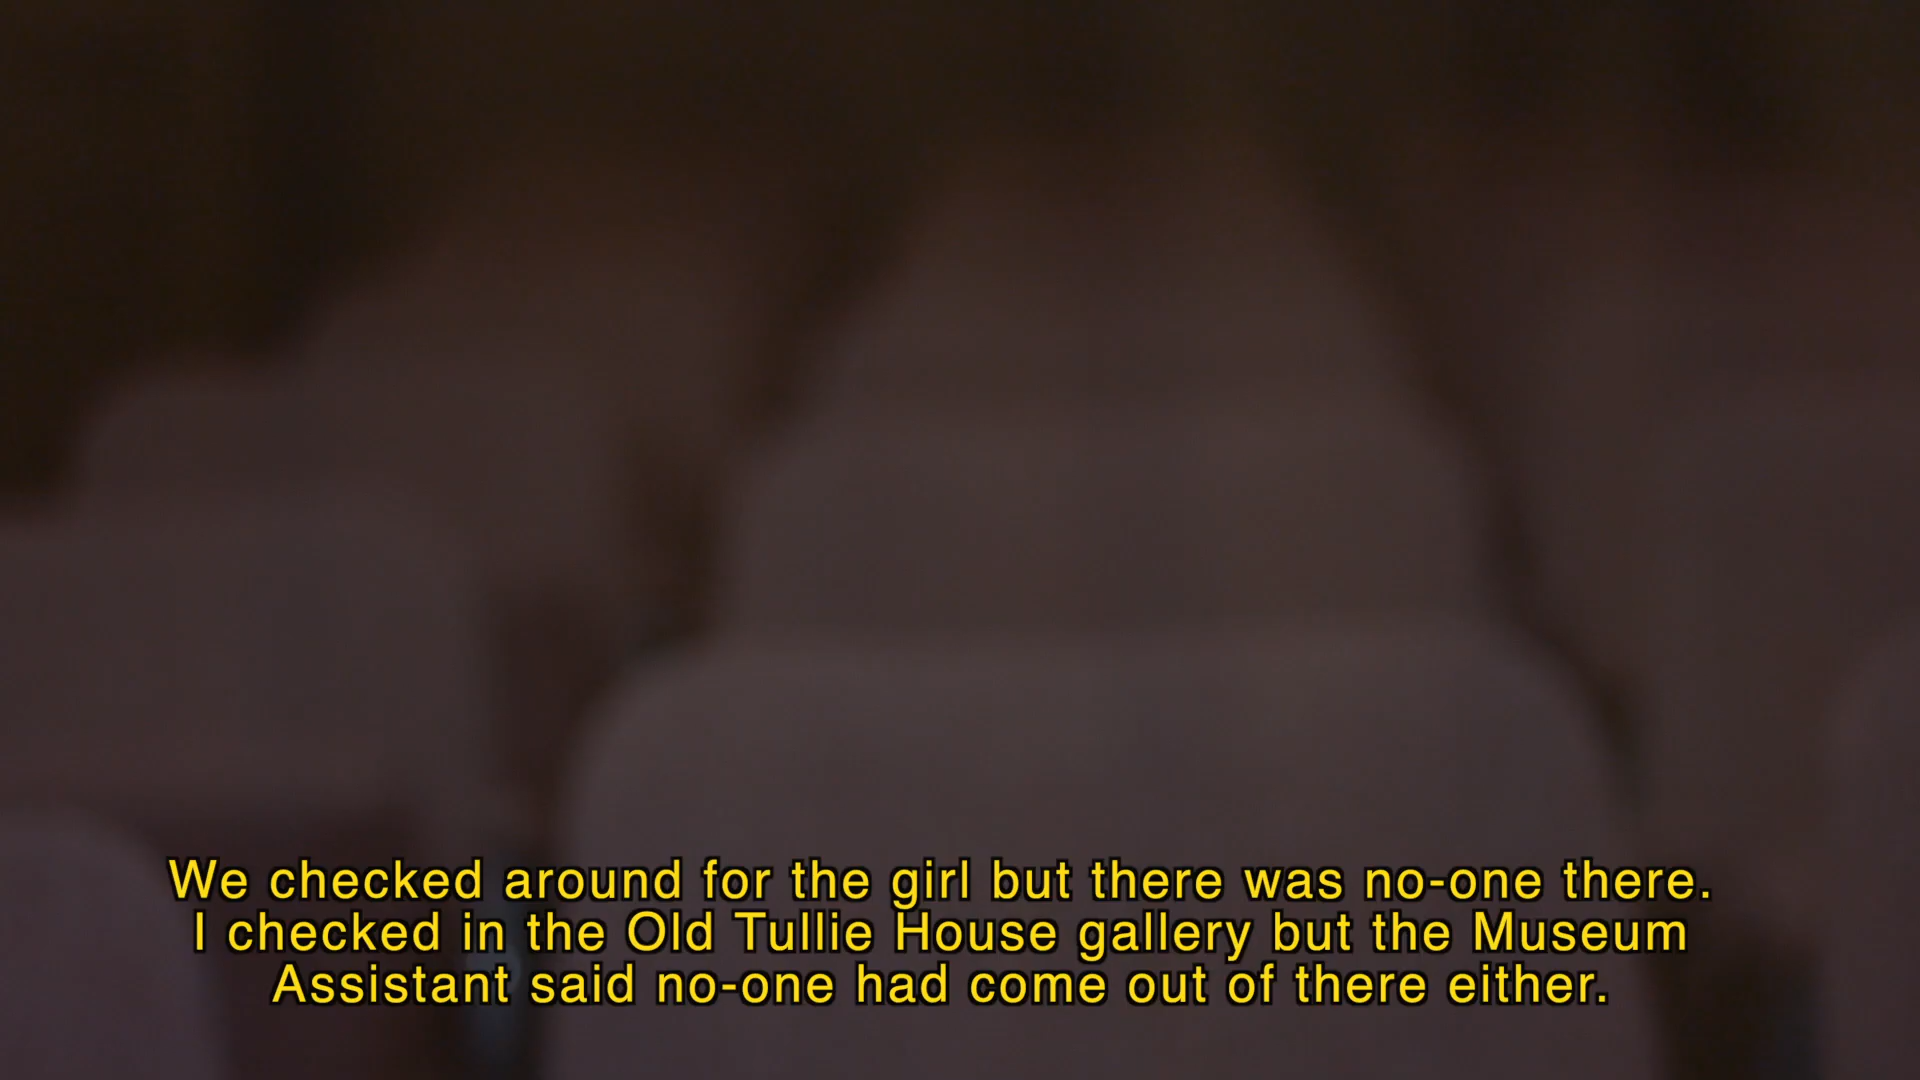 We checked around for the girl but there was no-one there.
I checked in the Old Tullie House gallery but the Museum
Assistant said no-one had come out of there either.